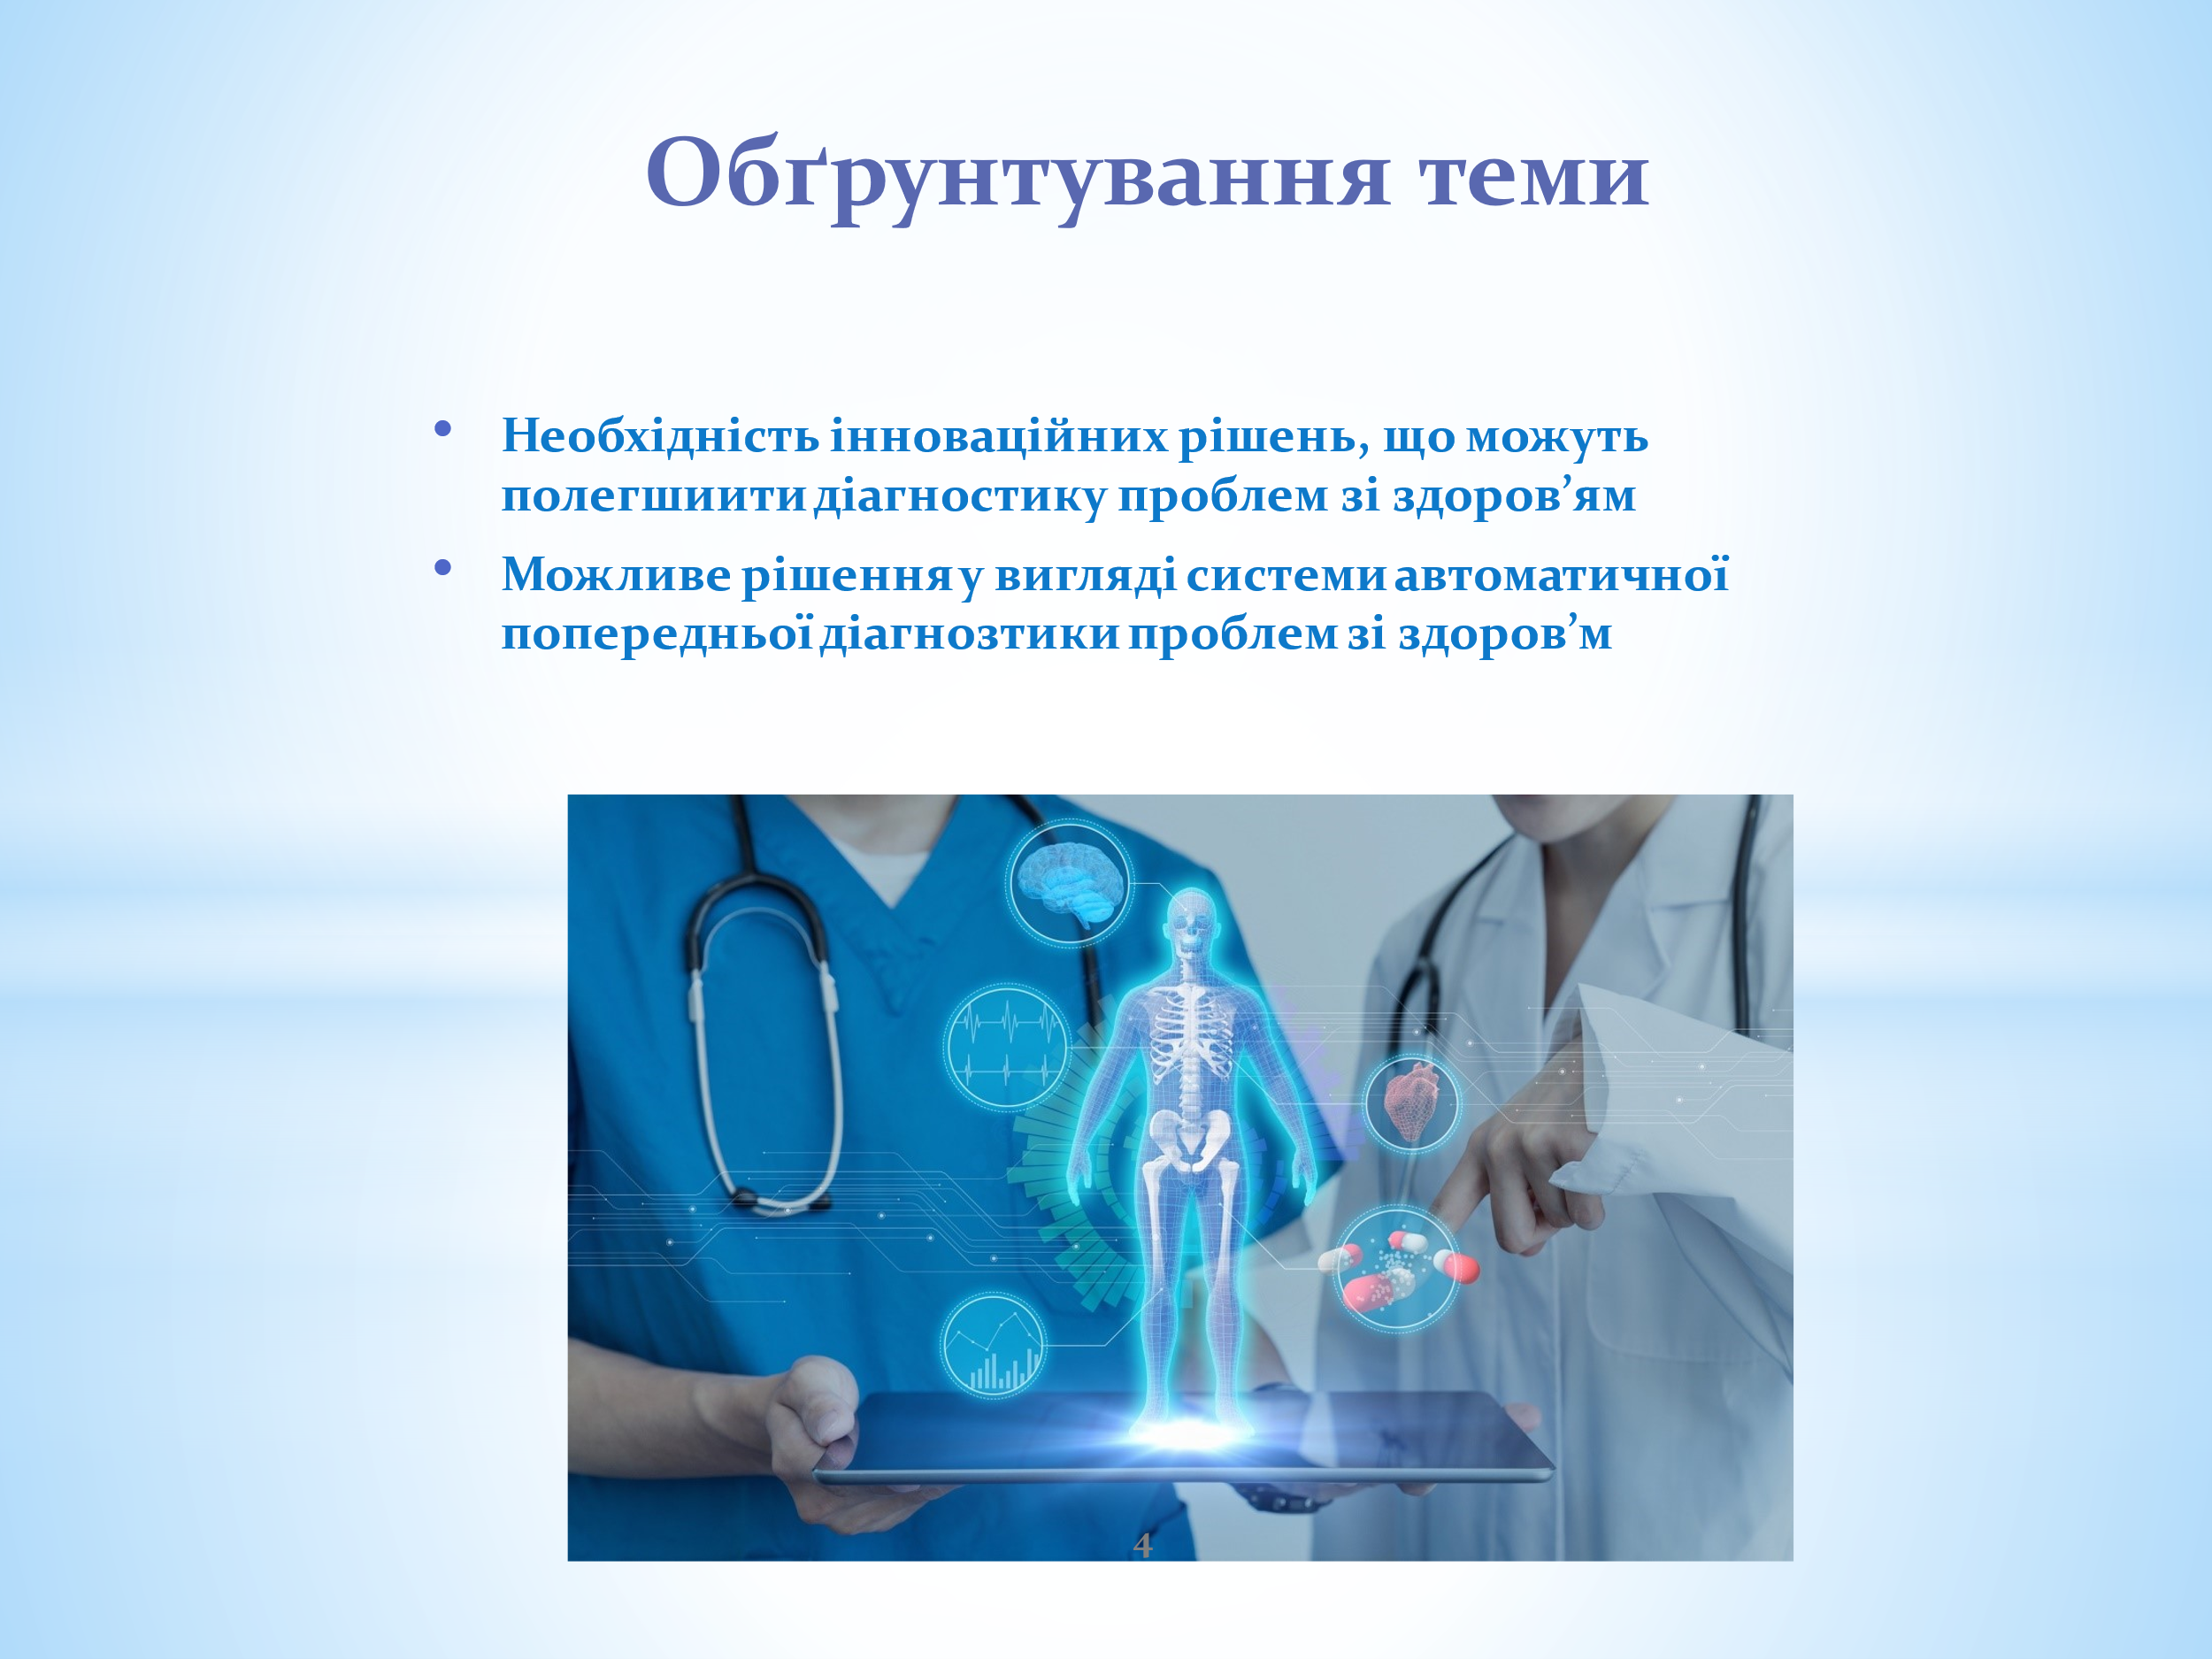 Обґрунтування теми
• Необхідність інноваційних рішень, що можуть
полегшиити діагностику проблем зі здоров’ям
• Можливе рішення у вигляді системи автоматичної
попередньої діагнозтики проблем зі здоров’м
4